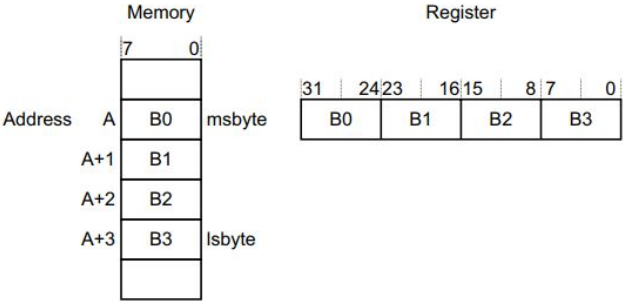 Memory
Register
7 0
31 24 23 16 15 8 7 0
Address A B0 msbyte
B0 B1 B2 B3
A+1 B1
A+2 B2
A+3 B3 lsbyte